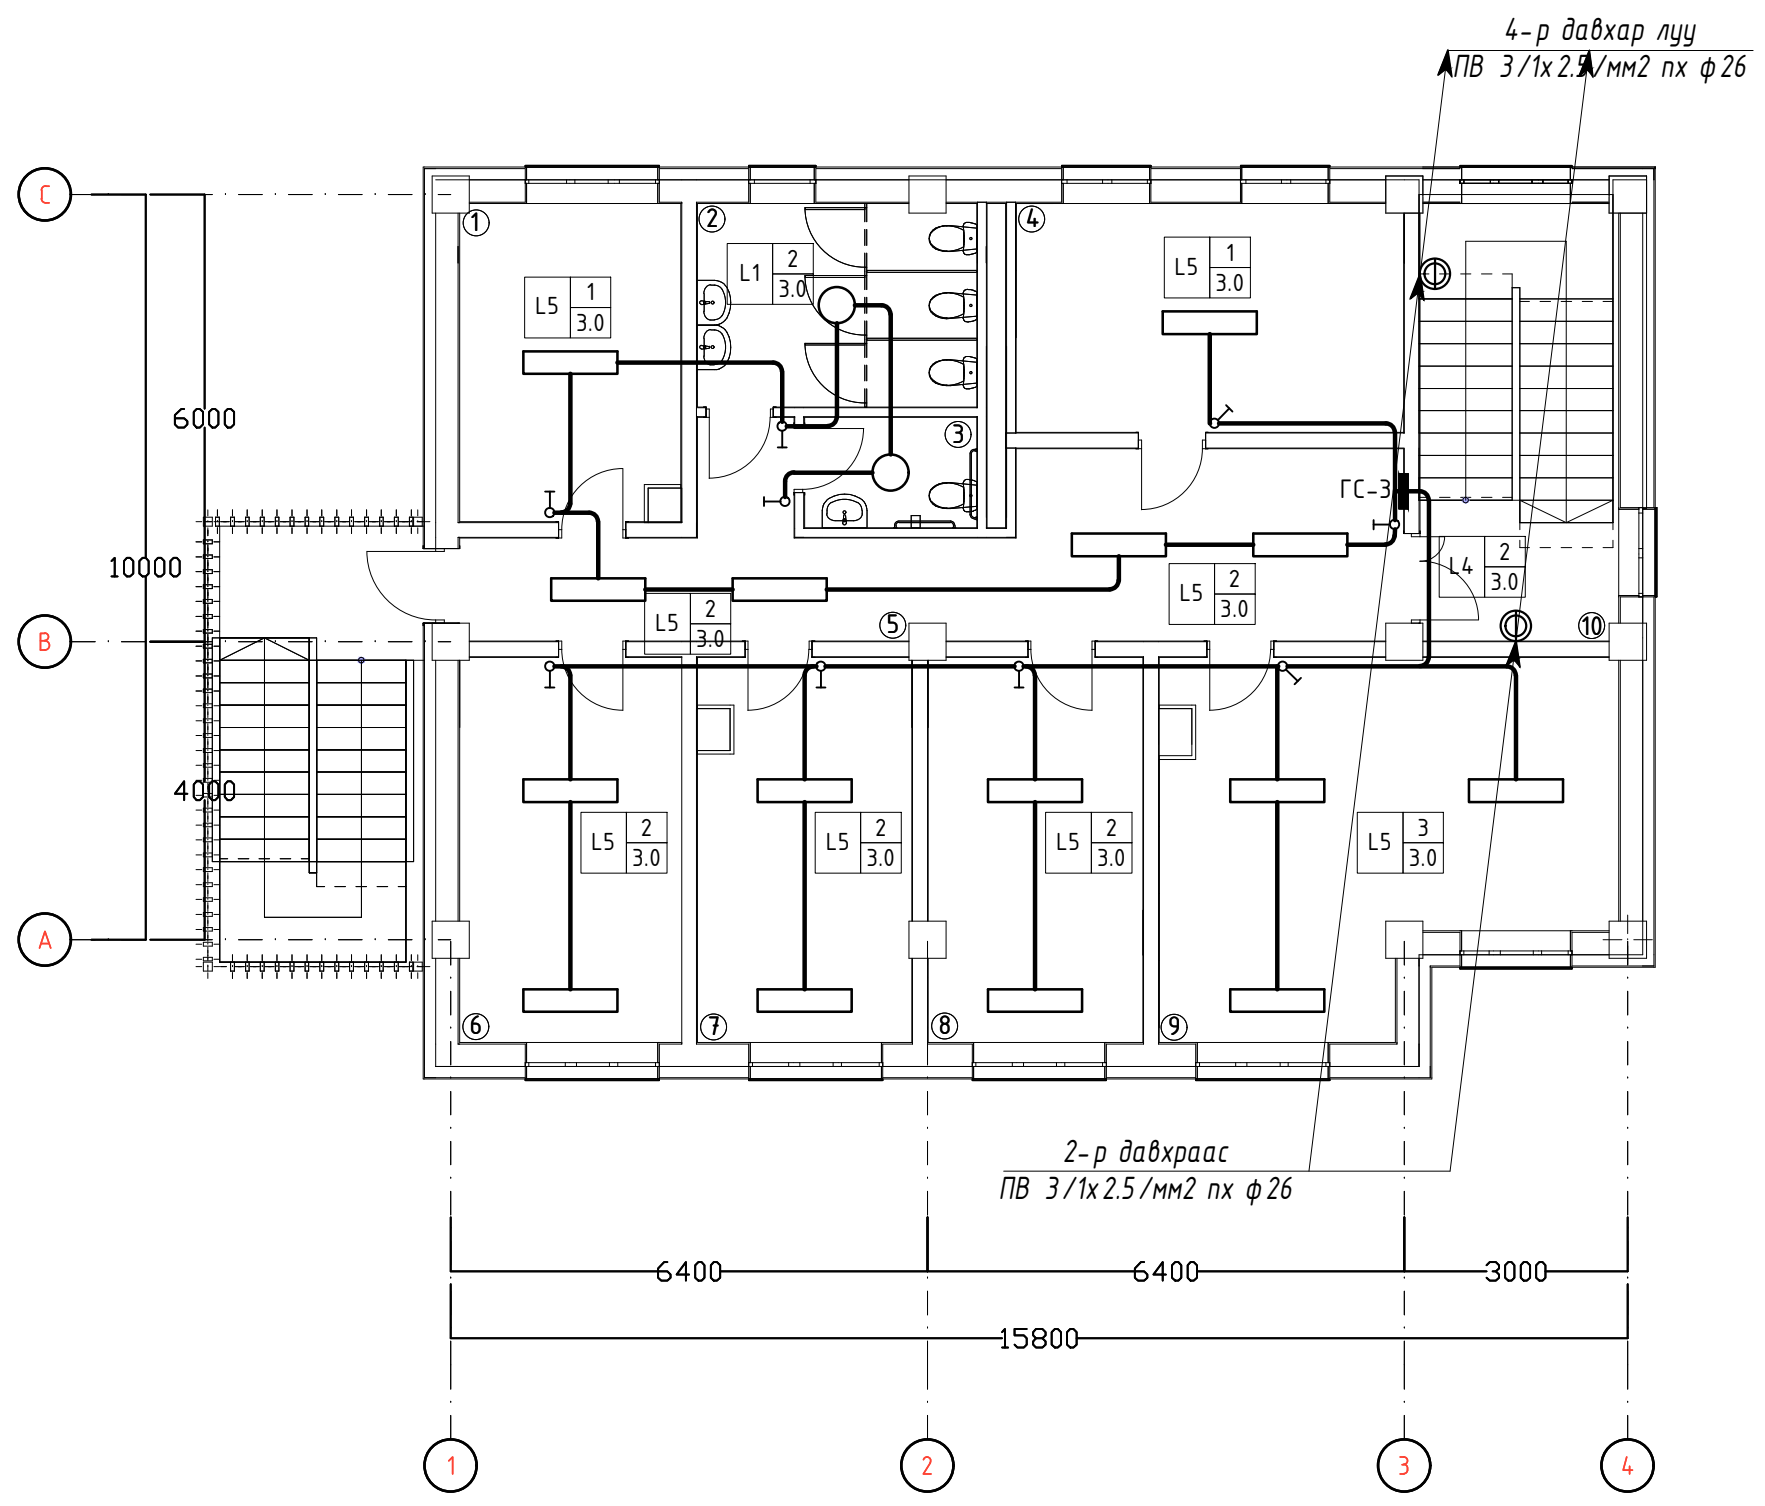 4-р давхар луу
ПВ 3/1x2.5/мм2 пх ф26
C
1
2
4
L5 1 3.0
L1 2 3.0
L5 1 3.0
6000
3
ГС-3
10000
L4 2 3.0
L5 2 3.0
L5 2 3.0
B
5
10
4000
L5 2 3.0
L5 2 3.0
L5 2 3.0
L5 3 3.0
A
6
7
8
9
2-р давхраас
ПВ 3/1x2.5/мм2 пх ф26
6400
6400
3000
15800
1
2
3
4